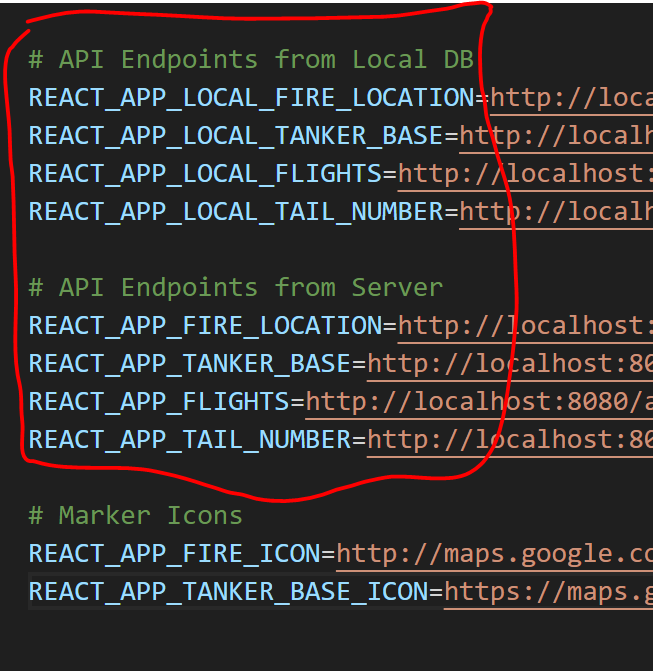 # API Endpoints from Local DB
REACT_APP_LOCAL_FIRE_LOCATION=http://loca
REACT_APP_LOCAL_TANKER_BASE=http://localh
REACT_APP_LOCAL_FLIGHTS=http://localhost:
REACT_APP_LOCAL_TAIL_NUMBER=http://localh
# API Endpoints from Server
REACT_APP_FIRE_LOCATION=http://localhost:
REACT_APP_TANKER_BASE=http://localhost:80
REACT_APP_FLIGHTS=http://localhost:8080/a
REACT_APP_TAIL_NUMBER=http://localhost:80
# Marker Icons
REACT_APP_FIRE_ICON=http://maps.google.co
REACT_APP_TANKER_BASE_ICON=https://maps.g